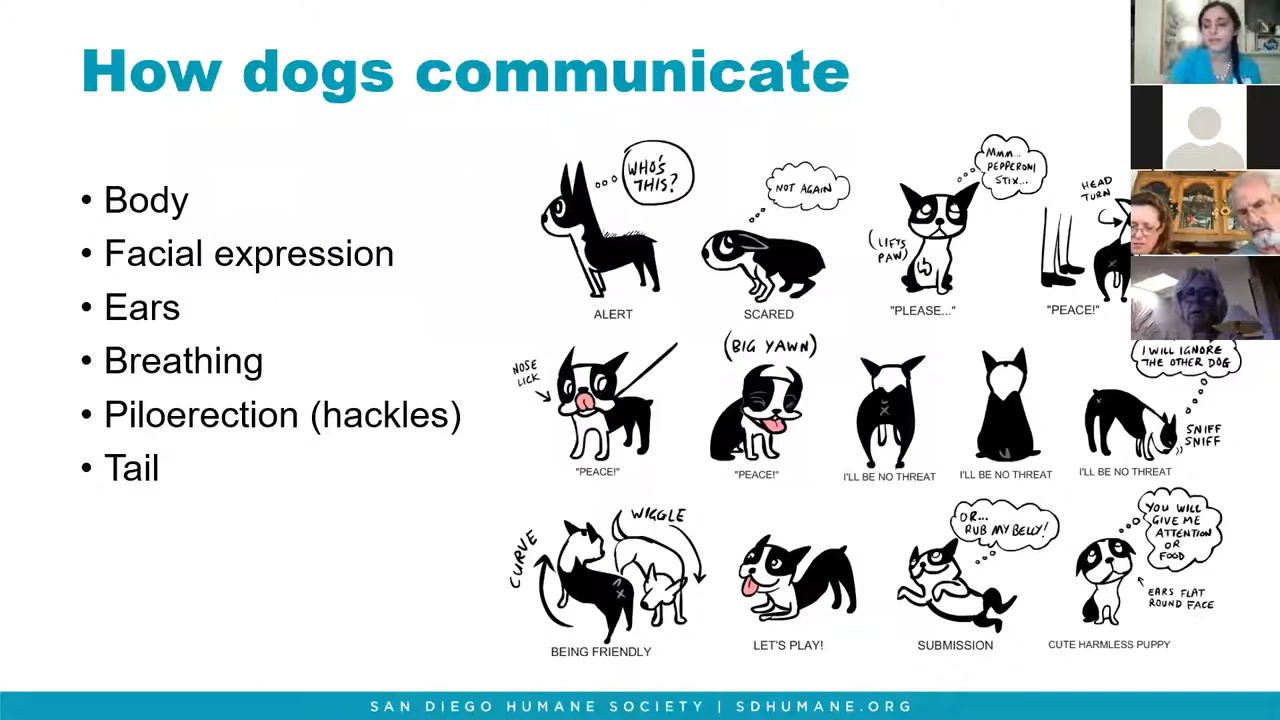 How dogs communicate
• Body
• Facial expression
• Ears
• Breathing
• Piloerection (hackles)
• Tail
WHO'S
THIS?
ALERT
NOT AGAIN
SCARED
MMM...
PEPPERONI
STIX...
(LIFTS
PAW)
"PLEASE..."
HEAD
TURN
"PEACE!"
NOSE
LICK
"PEACE!"
(BIG YAWN)
"PEACE!"
I'LL BE NO THREAT
I'LL BE NO THREAT
I WILL IGNORE
THE OTHER DOG
SNIFF
SNIFF
I'LL BE NO THREAT
CURVE
WIGGLE
BEING FRIENDLY
LET'S PLAY!
OR...
RUB MY BELLY!
SUBMISSION
YOU WILL
GIVE ME
ATTENTION
OR
FOOD
EARS FLAT
ROUND FACE
CUTE HARMLESS PUPPY
SAN DIEGO HUMANE SOCIETY | SDHUMANE.ORG